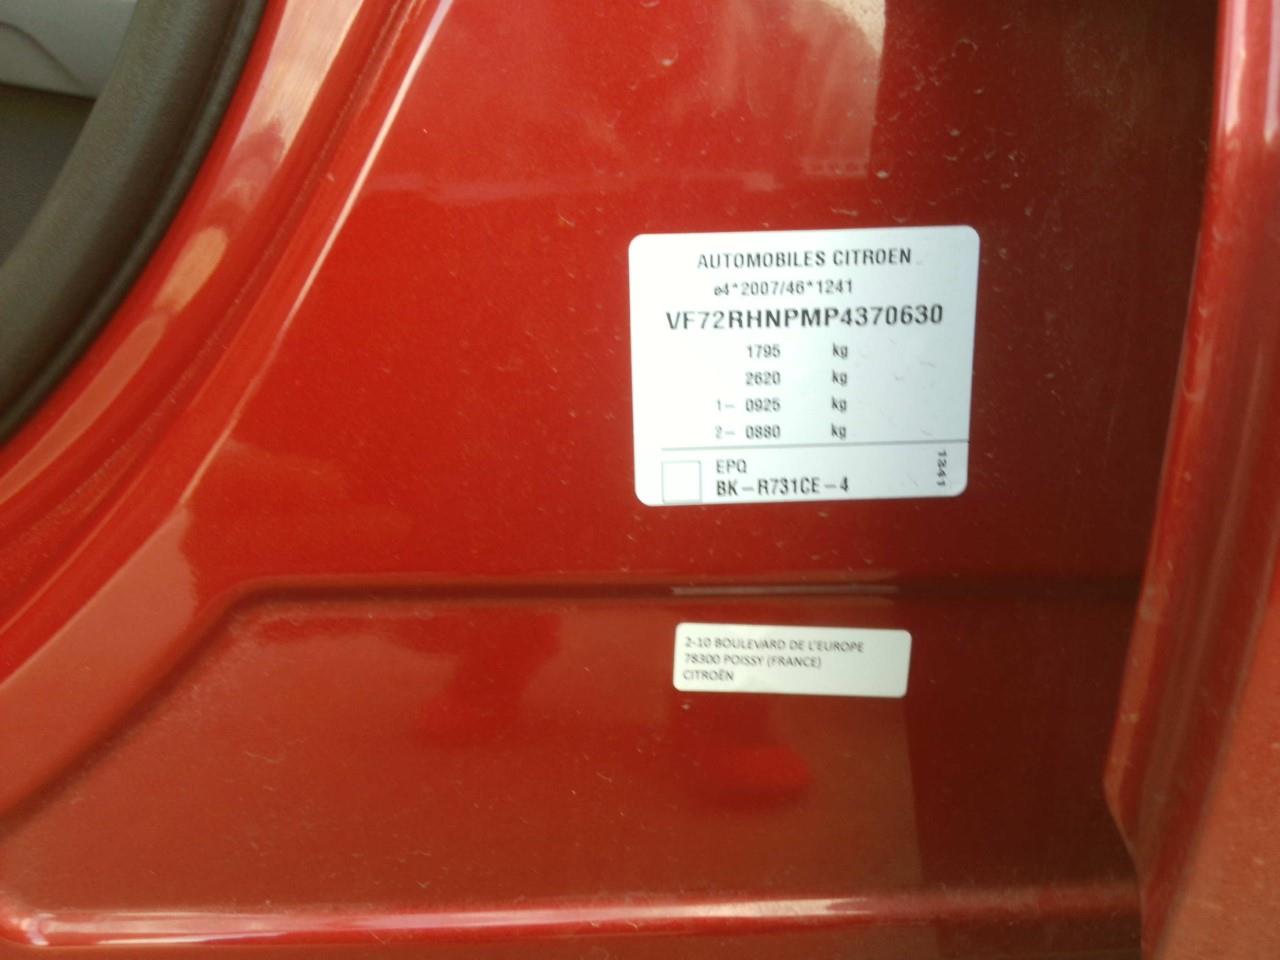 AUTOMOBILES CITROEN
e4*2007/46*1241
VF72RHNPMP4370630
1795 kg
2620 kg
1- 0925 kg
2- 0880 kg
EPQ
BK-R731CE-4
1341
2-10 BOULEVARD DE L'EUROPE
78300 POISSY (FRANCE)
CITROËN